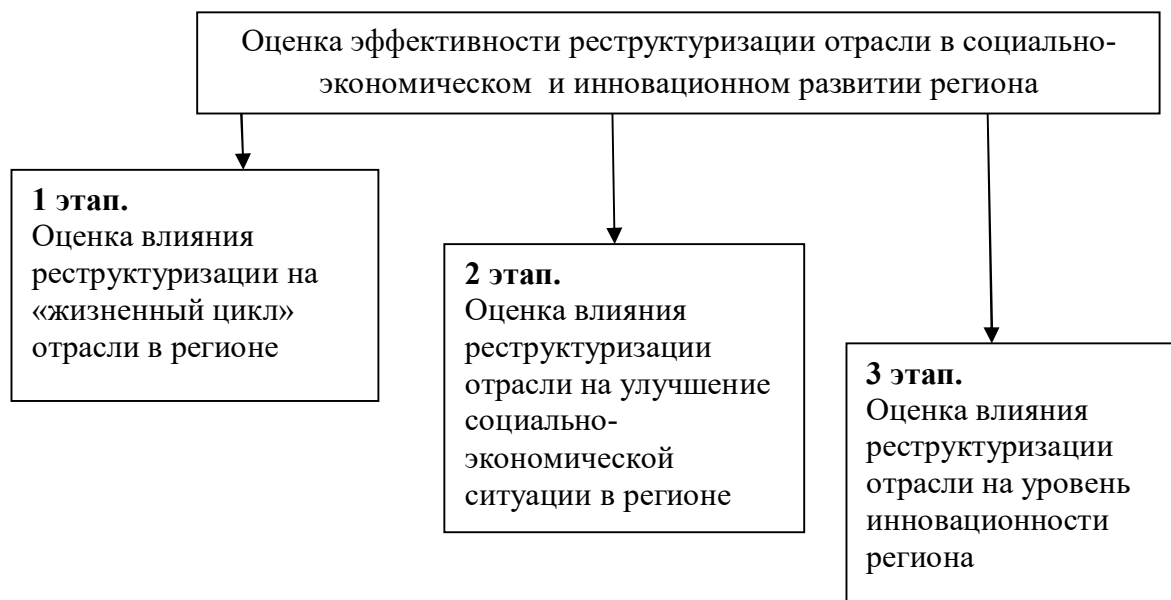 Оценка эффективности реструктуризации отрасли в социально-
экономическом и инновационном развитии региона
1 этап.
Оценка влияния
реструктуризации на
«жизненный цикл»
отрасли в регионе
2 этап.
Оценка влияния
реструктуризации
отрасли на улучшение
социально-
экономической
ситуации в регионе
3 этап.
Оценка влияния
реструктуризации
отрасли на уровень
инновационности
региона